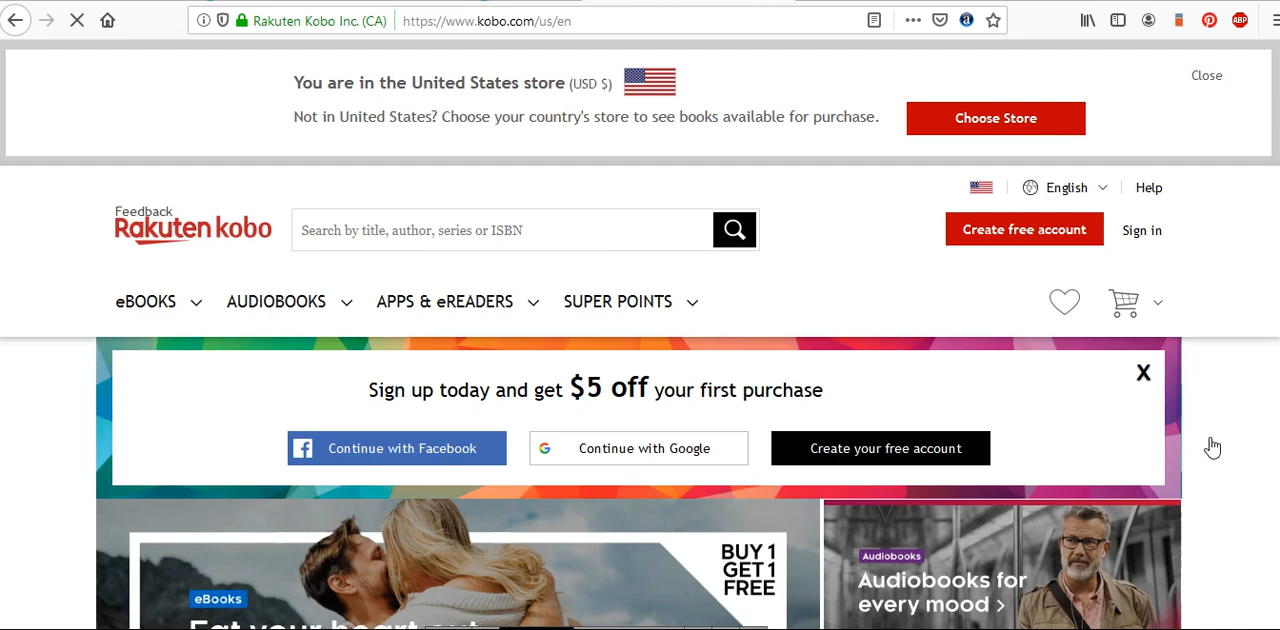 Rakuten Kobo Inc. (CA) https://www.kobo.com/us/en
ABP
You are in the United States store (USD $)
Close
Not in United States? Choose your country's store to see books available for purchase.
Choose Store
English
Help
Feedback
Rakuten kobo
Search by title, author, series or ISBN
Create free account
Sign in
eBOOKS
AUDIOBOOKS
APPS & eREADERS
SUPER POINTS
Sign up today and get $5 off your first purchase
X
Continue with Facebook
Continue with Google
Create your free account
BUY 1
GET 1
FREE
eBooks
Eat your heart out
Audiobooks
Audiobooks for
every mood >